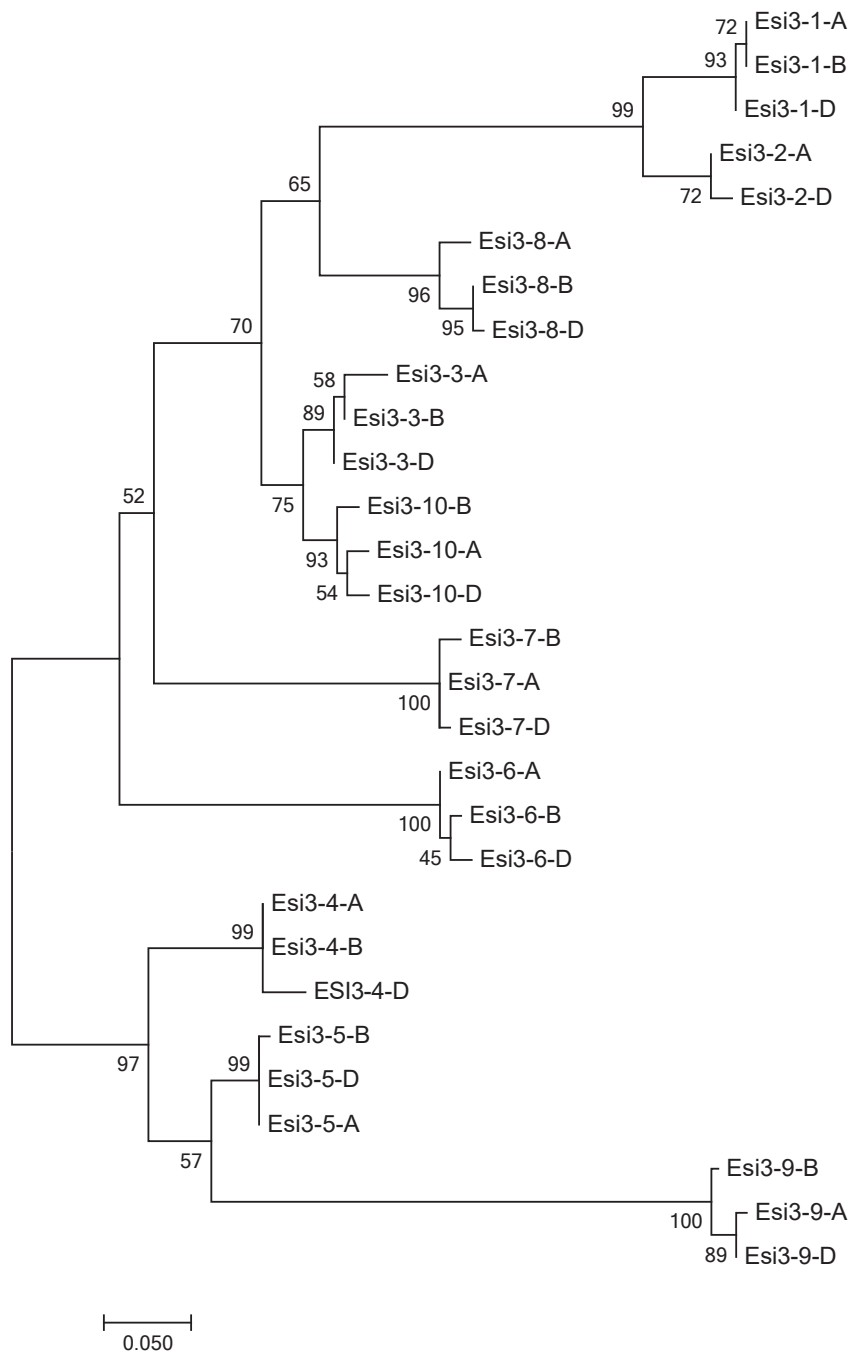 72
Esi3-1-A
93
Esi3-1-B
99
Esi3-1-D
Esi3-2-A
65
72
Esi3-2-D
Esi3-8-A
96
Esi3-8-B
70
95
Esi3-8-D
58
Esi3-3-A
89
Esi3-3-B
Esi3-3-D
52
75
Esi3-10-B
93
Esi3-10-A
54
Esi3-10-D
Esi3-7-B
100
Esi3-7-A
Esi3-7-D
Esi3-6-A
100
Esi3-6-B
45
Esi3-6-D
Esi3-4-A
99
Esi3-4-B
ESI3-4-D
Esi3-5-B
97
99
Esi3-5-D
Esi3-5-A
57
Esi3-9-B
100
Esi3-9-A
89
Esi3-9-D
0.050